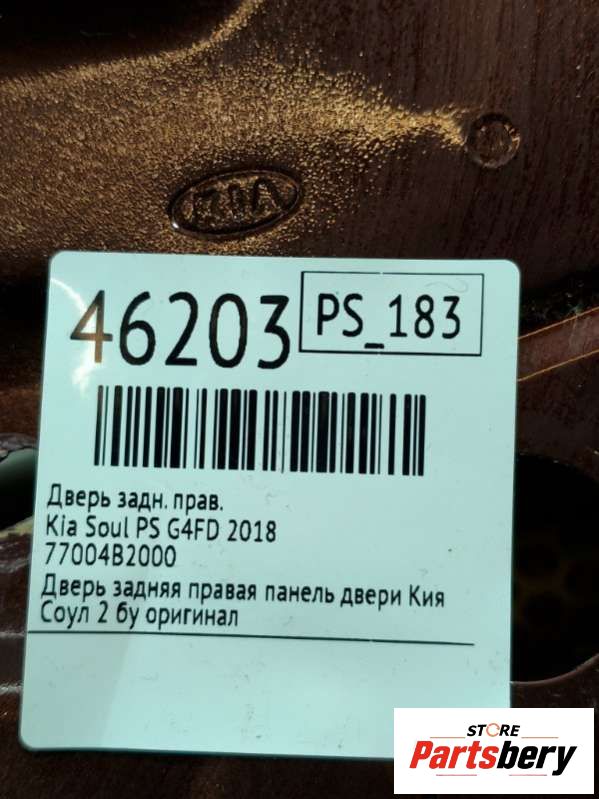 KIA
46203
PS_183
Дверь задн. прав.
Kia Soul PS G4FD 2018
77004B2000
Дверь задняя правая панель двери Кия
Соул 2 бу оригинал
STORE
Partsbery